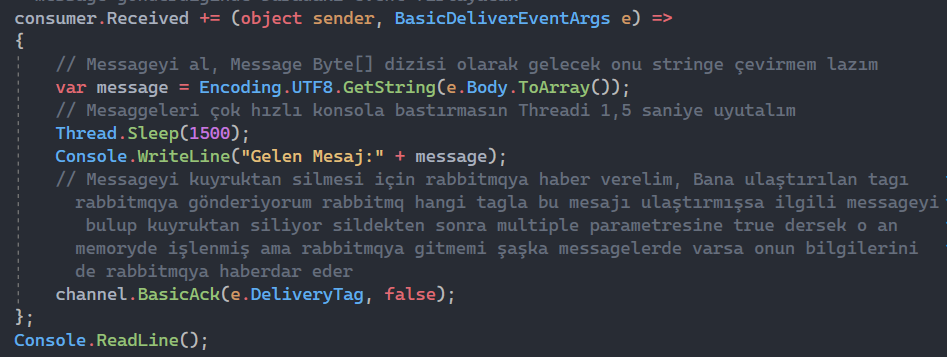 consumer.Received += (object sender, BasicDeliverEventArgs e) =>
{
// Messageyi al, Message Byte[] dizisi olarak gelecek onu stringe çevirmem lazım
var message = Encoding.UTF8.GetString(e.Body.ToArray());
// Mesaggeleri çok hızlı konsola bastırmasın Threadi 1,5 saniye uyutalım
Thread.Sleep(1500);
Console.WriteLine("Gelen Mesaj:" + message);
// Messageyi kuyruktan silmesi için rabbitmqya haber verelim, Bana ulaştırılan tagı
rabbitmqya gönderiyorum rabbitmq hangi tagla bu mesajı ulaştırmışsa ilgili messageyi
bulup kuyruktan siliyor sildekten sonra multiple parametresine true dersek o an
memoryde işlenmiş ama rabbitmqya gitmemi şaşka messagelerde varsa onun bilgilerini
de rabbitmqya haberdar eder
channel.BasicAck(e.DeliveryTag, false);
};
Console.ReadLine();